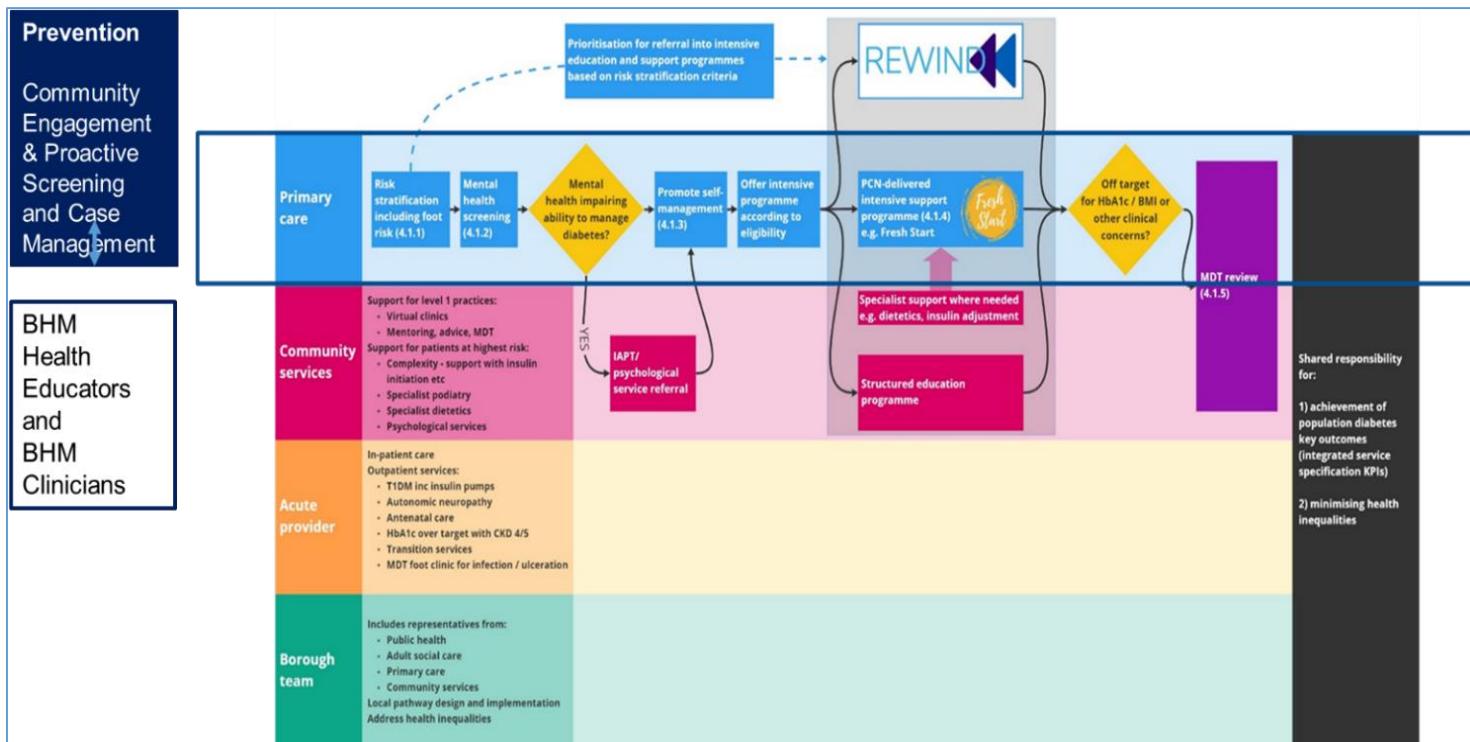 Prevention
Community
Engagement
& Proactive
Screening
and Case
Management
BHM
Health
Educators
and
BHM
Clinicians
Prioritisation for referral into intensive
education and support programmes
based on risk stratification criteria
REWIND
Primary
care
Risk
stratification
including foot
risk (4.1.1)
Mental
health
screening
(4.1.2)
Mental
health impairing
ability to manage
diabetes?
Promote self-
management
(4.1.3)
Offer intensive
programme
according to
eligibility
PCN-delivered
intensive support
programme (4.1.4)
e.g. Fresh Start
Fresh
Start
Off target
for HbA1c / BMI or
other clinical
concerns?
MDT review
(4.1.5)
Community
services
Support for level 1 practices:
• Virtual clinics
• Mentoring, advice, MDT
Support for patients at highest risk:
• Complexity - support with insulin
initiation etc
• Specialist podiatry
• Specialist dietetics
• Psychological services
YES
IAPT/
psychological
service referral
Specialist support where needed
e.g. dietetics, insulin adjustment
Structured education
programme
Acute
provider
In-patient care
Outpatient services:
• T1DM inc insulin pumps
• Autonomic neuropathy
• Antenatal care
• HbA1c over target with CKD 4/5
• Transition services
• MDT foot clinic for infection / ulceration
Borough
team
Includes representatives from:
• Public health
• Adult social care
• Primary care
• Community services
Local pathway design and implementation
Address health inequalities
Shared responsibility
for:
1) achievement of
population diabetes
key outcomes
(integrated service
specification KPIs)
2) minimising health
inequalities